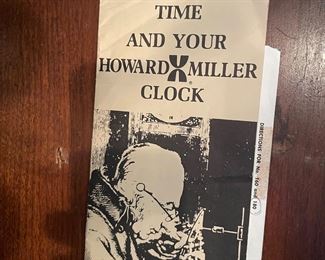 TIME
AND YOUR
HOWARD MILLER
CLOCK
DIRECTIONS FOR No. 160 and 180